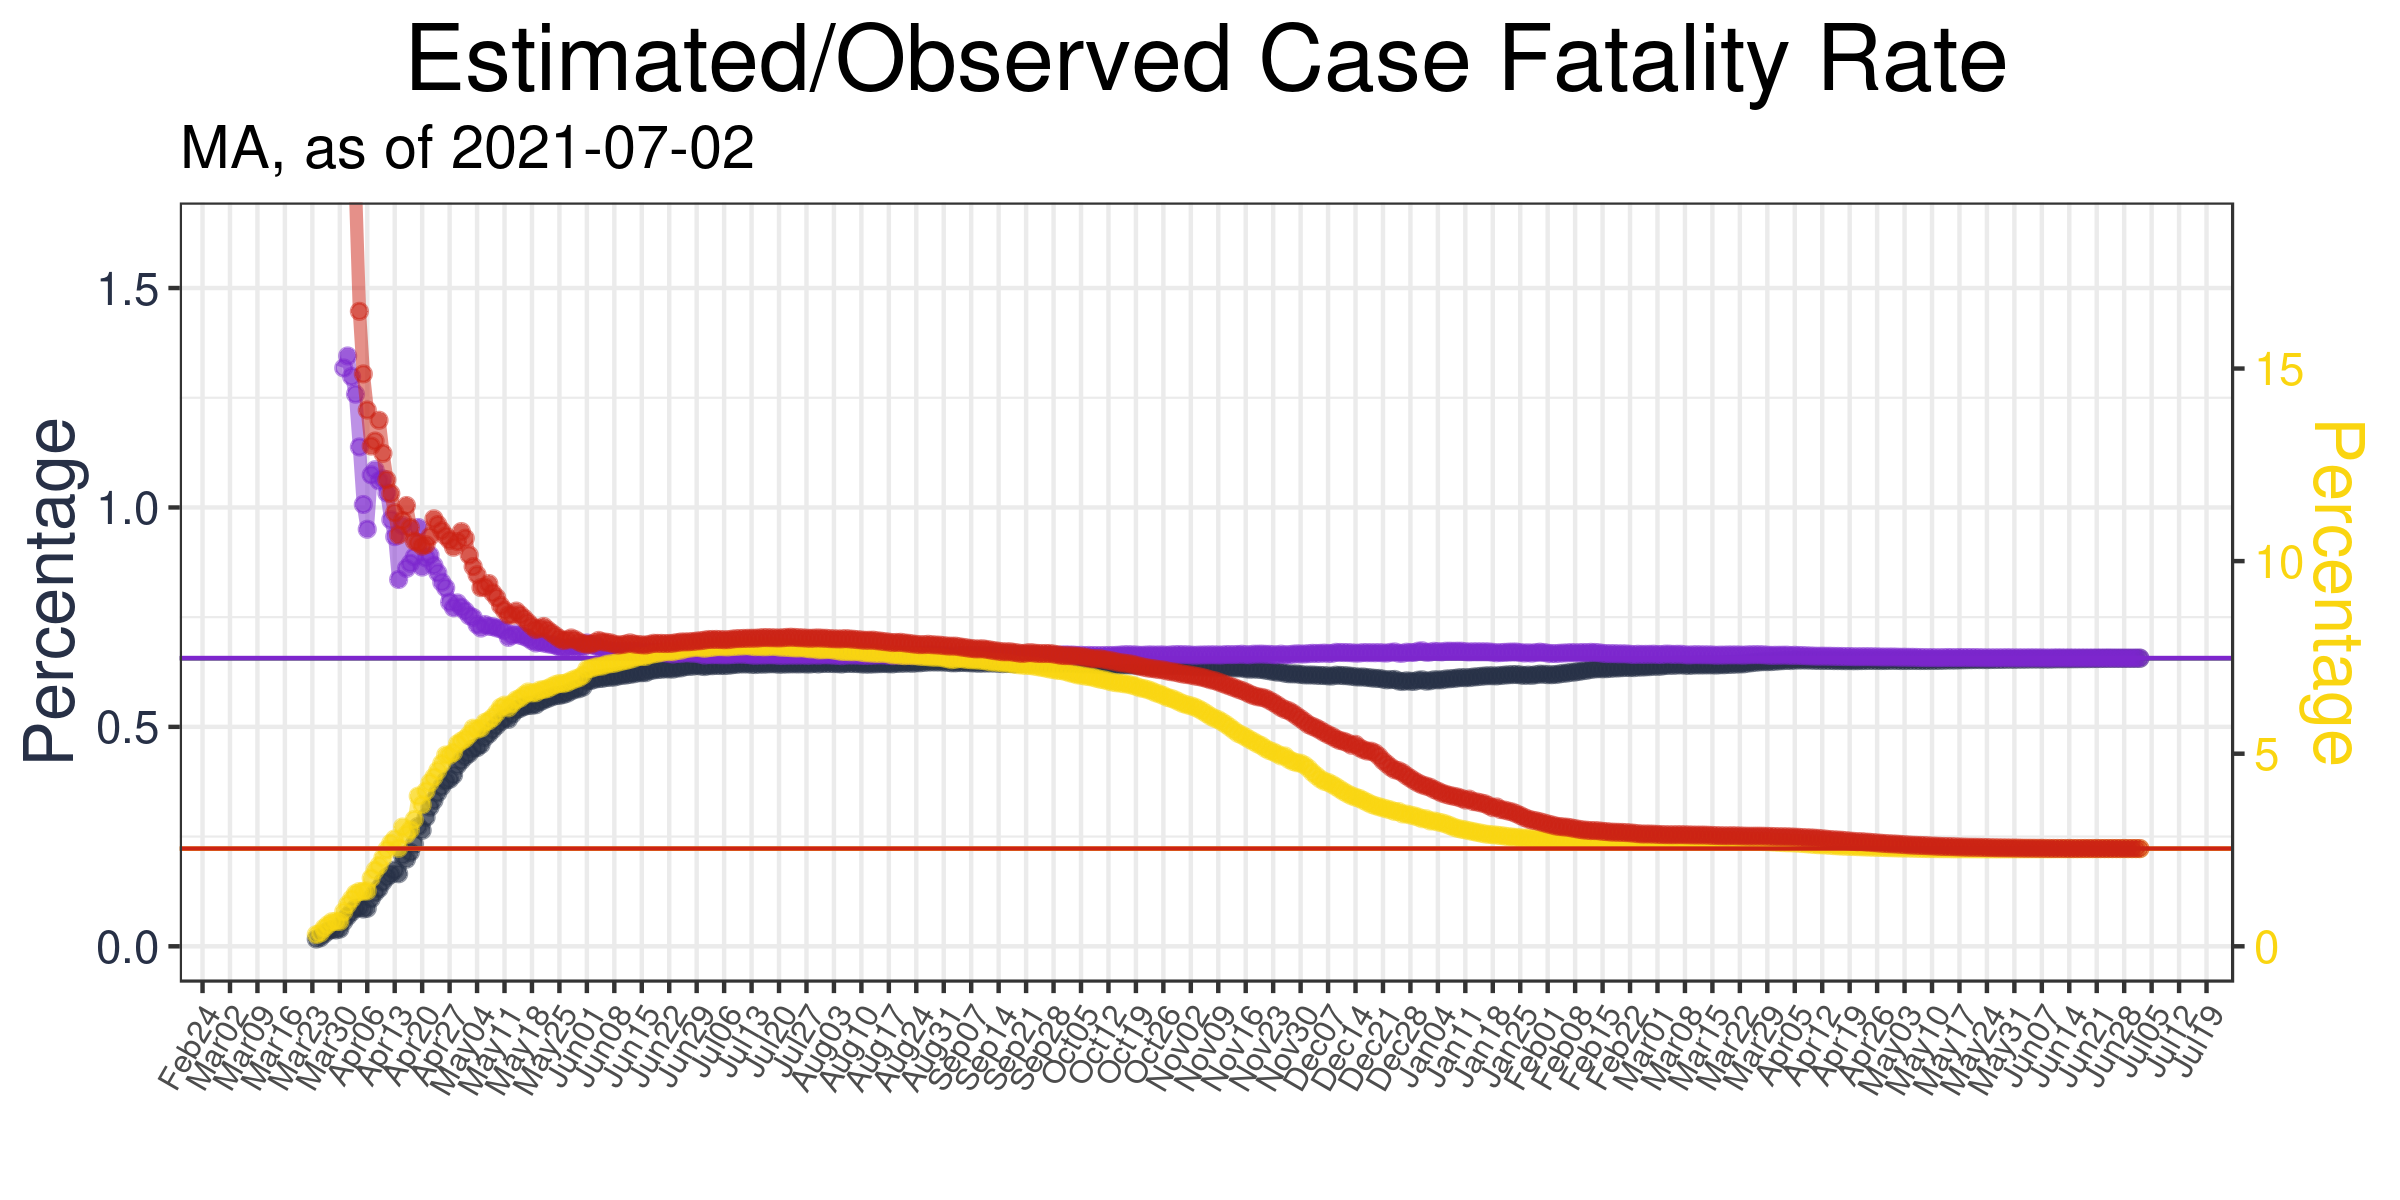 Estimated/Observed Case Fatality Rate
MA, as of 2021-07-02
Percentage
1.5
1.0
0.5
0.0
15
10
5
0
Percentage
Feb24
Mar02
Mar09
Mar16
Mar23
Mar30
Apr06
Apr13
Apr20
Apr27
May04
May11
May18
May25
Jun01
Jun08
Jun15
Jun22
Jun29
Jul06
Jul13
Jul20
Jul27
Aug03
Aug10
Aug17
Aug24
Aug31
Sep07
Sep14
Sep21
Sep28
Oct05
Oct12
Oct19
Oct26
Nov02
Nov09
Nov16
Nov23
Nov30
Dec07
Dec14
Dec21
Dec28
Jan04
Jan11
Jan18
Jan25
Feb01
Feb08
Feb15
Feb22
Mar01
Mar08
Mar15
Mar22
Mar29
Apr05
Apr12
Apr19
Apr26
May03
May10
May17
May24
May31
Jun07
Jun14
Jun21
Jun28
Jul05
Jul12
Jul19